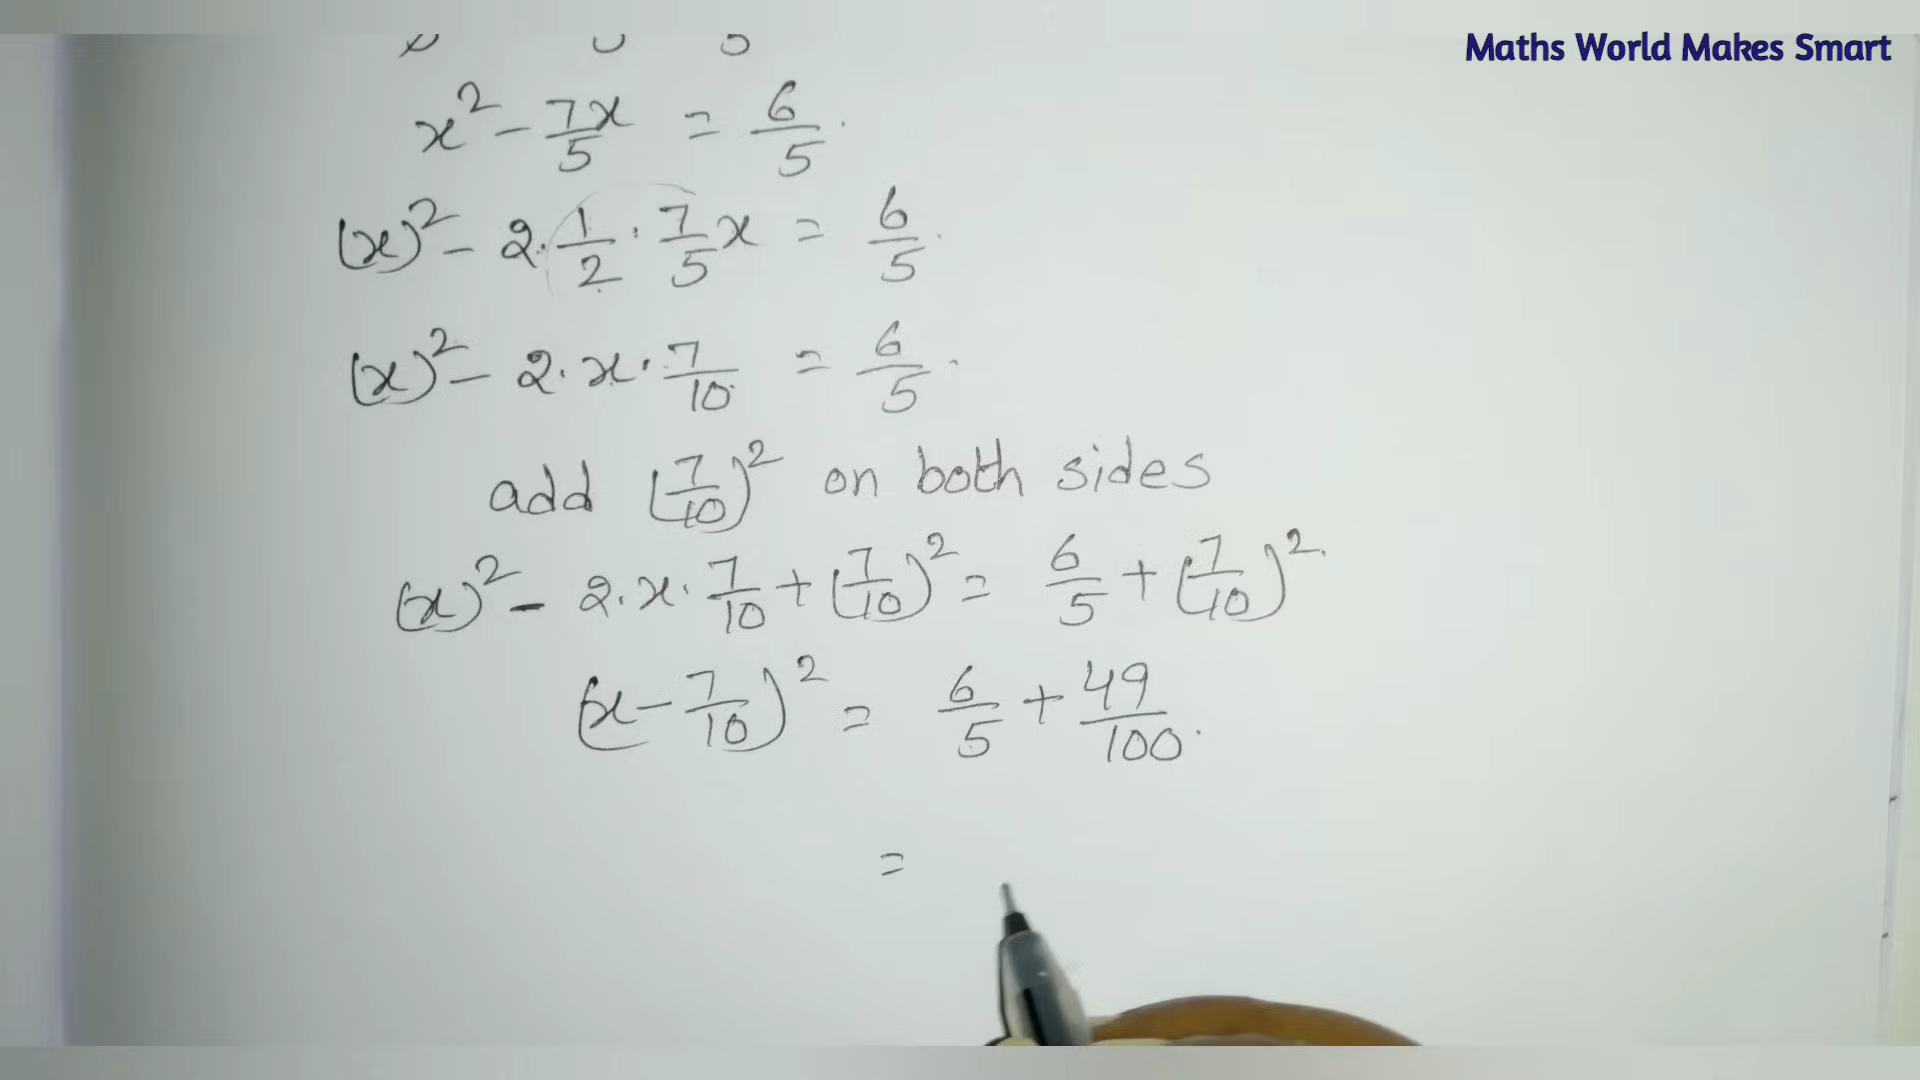 Maths World Makes Smart
x² - 7x/5 = 6/5.
(x)² - 2·1/2·7/5 x = 6/5.
(x)² - 2·x·7/10 = 6/5.
add (7/10)² on both sides
(x)² - 2·x·7/10 + (7/10)² = 6/5 + (7/10)².
(x - 7/10)² = 6/5 + 49/100.
=